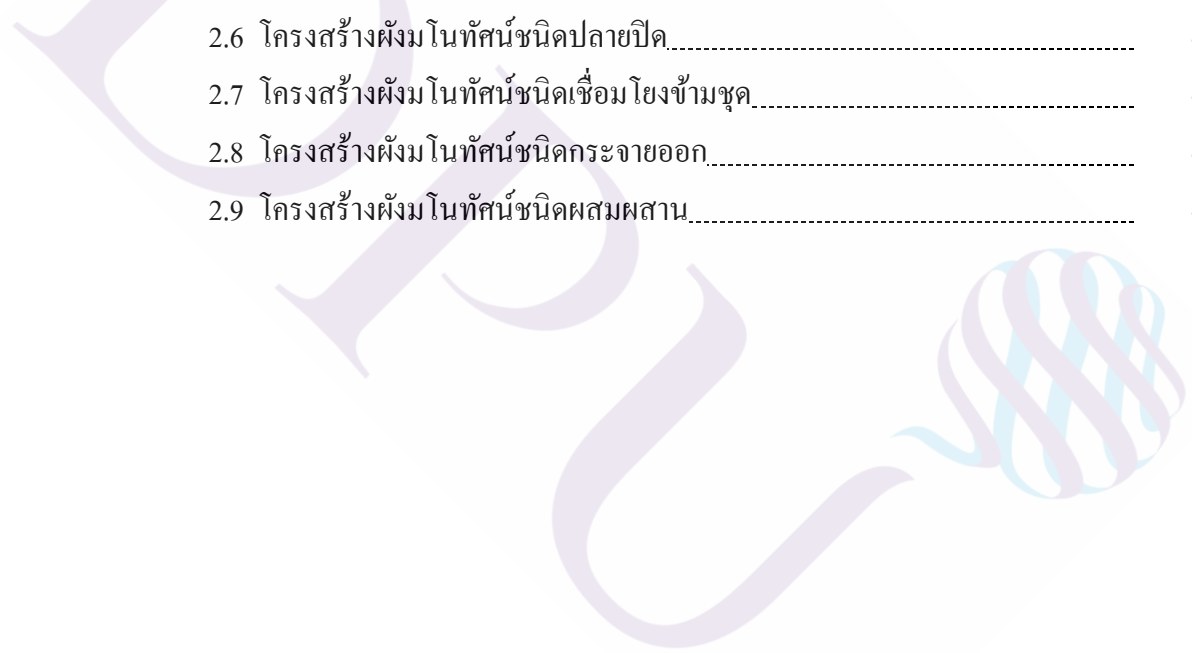 2.6 โครงสร้างผังมโนทัศน์ชนิดปลายปิด
2.7 โครงสร้างผังมโนทัศน์ชนิดเชื่อมโยงข้ามชุด
2.8 โครงสร้างผังมโนทัศน์ชนิดกระจายออก
2.9 โครงสร้างผังมโนทัศน์ชนิดผสมผสาน
DPU